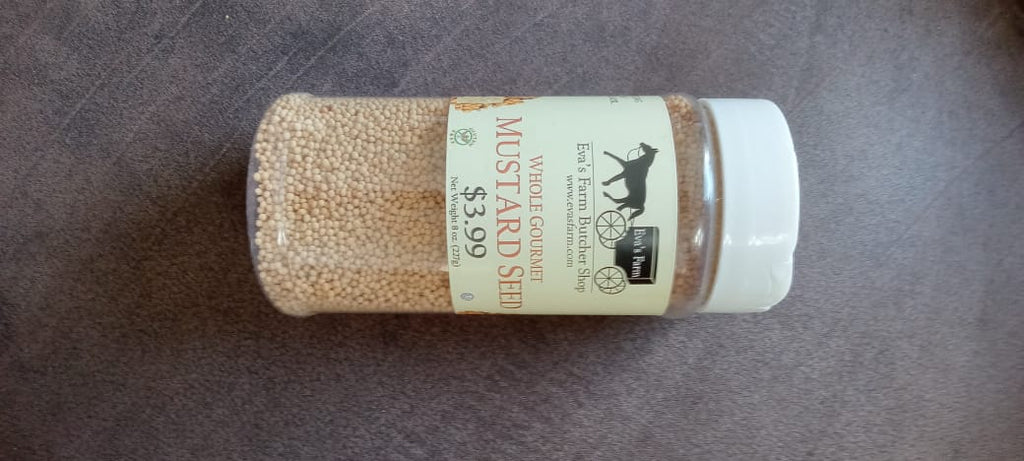 Eva's Farm
Eva's Farm Butcher Shop
www.evasfarm.com
WHOLE GOURMET
MUSTARD SEED
$3.99
Net Weight 8 oz. (227g)